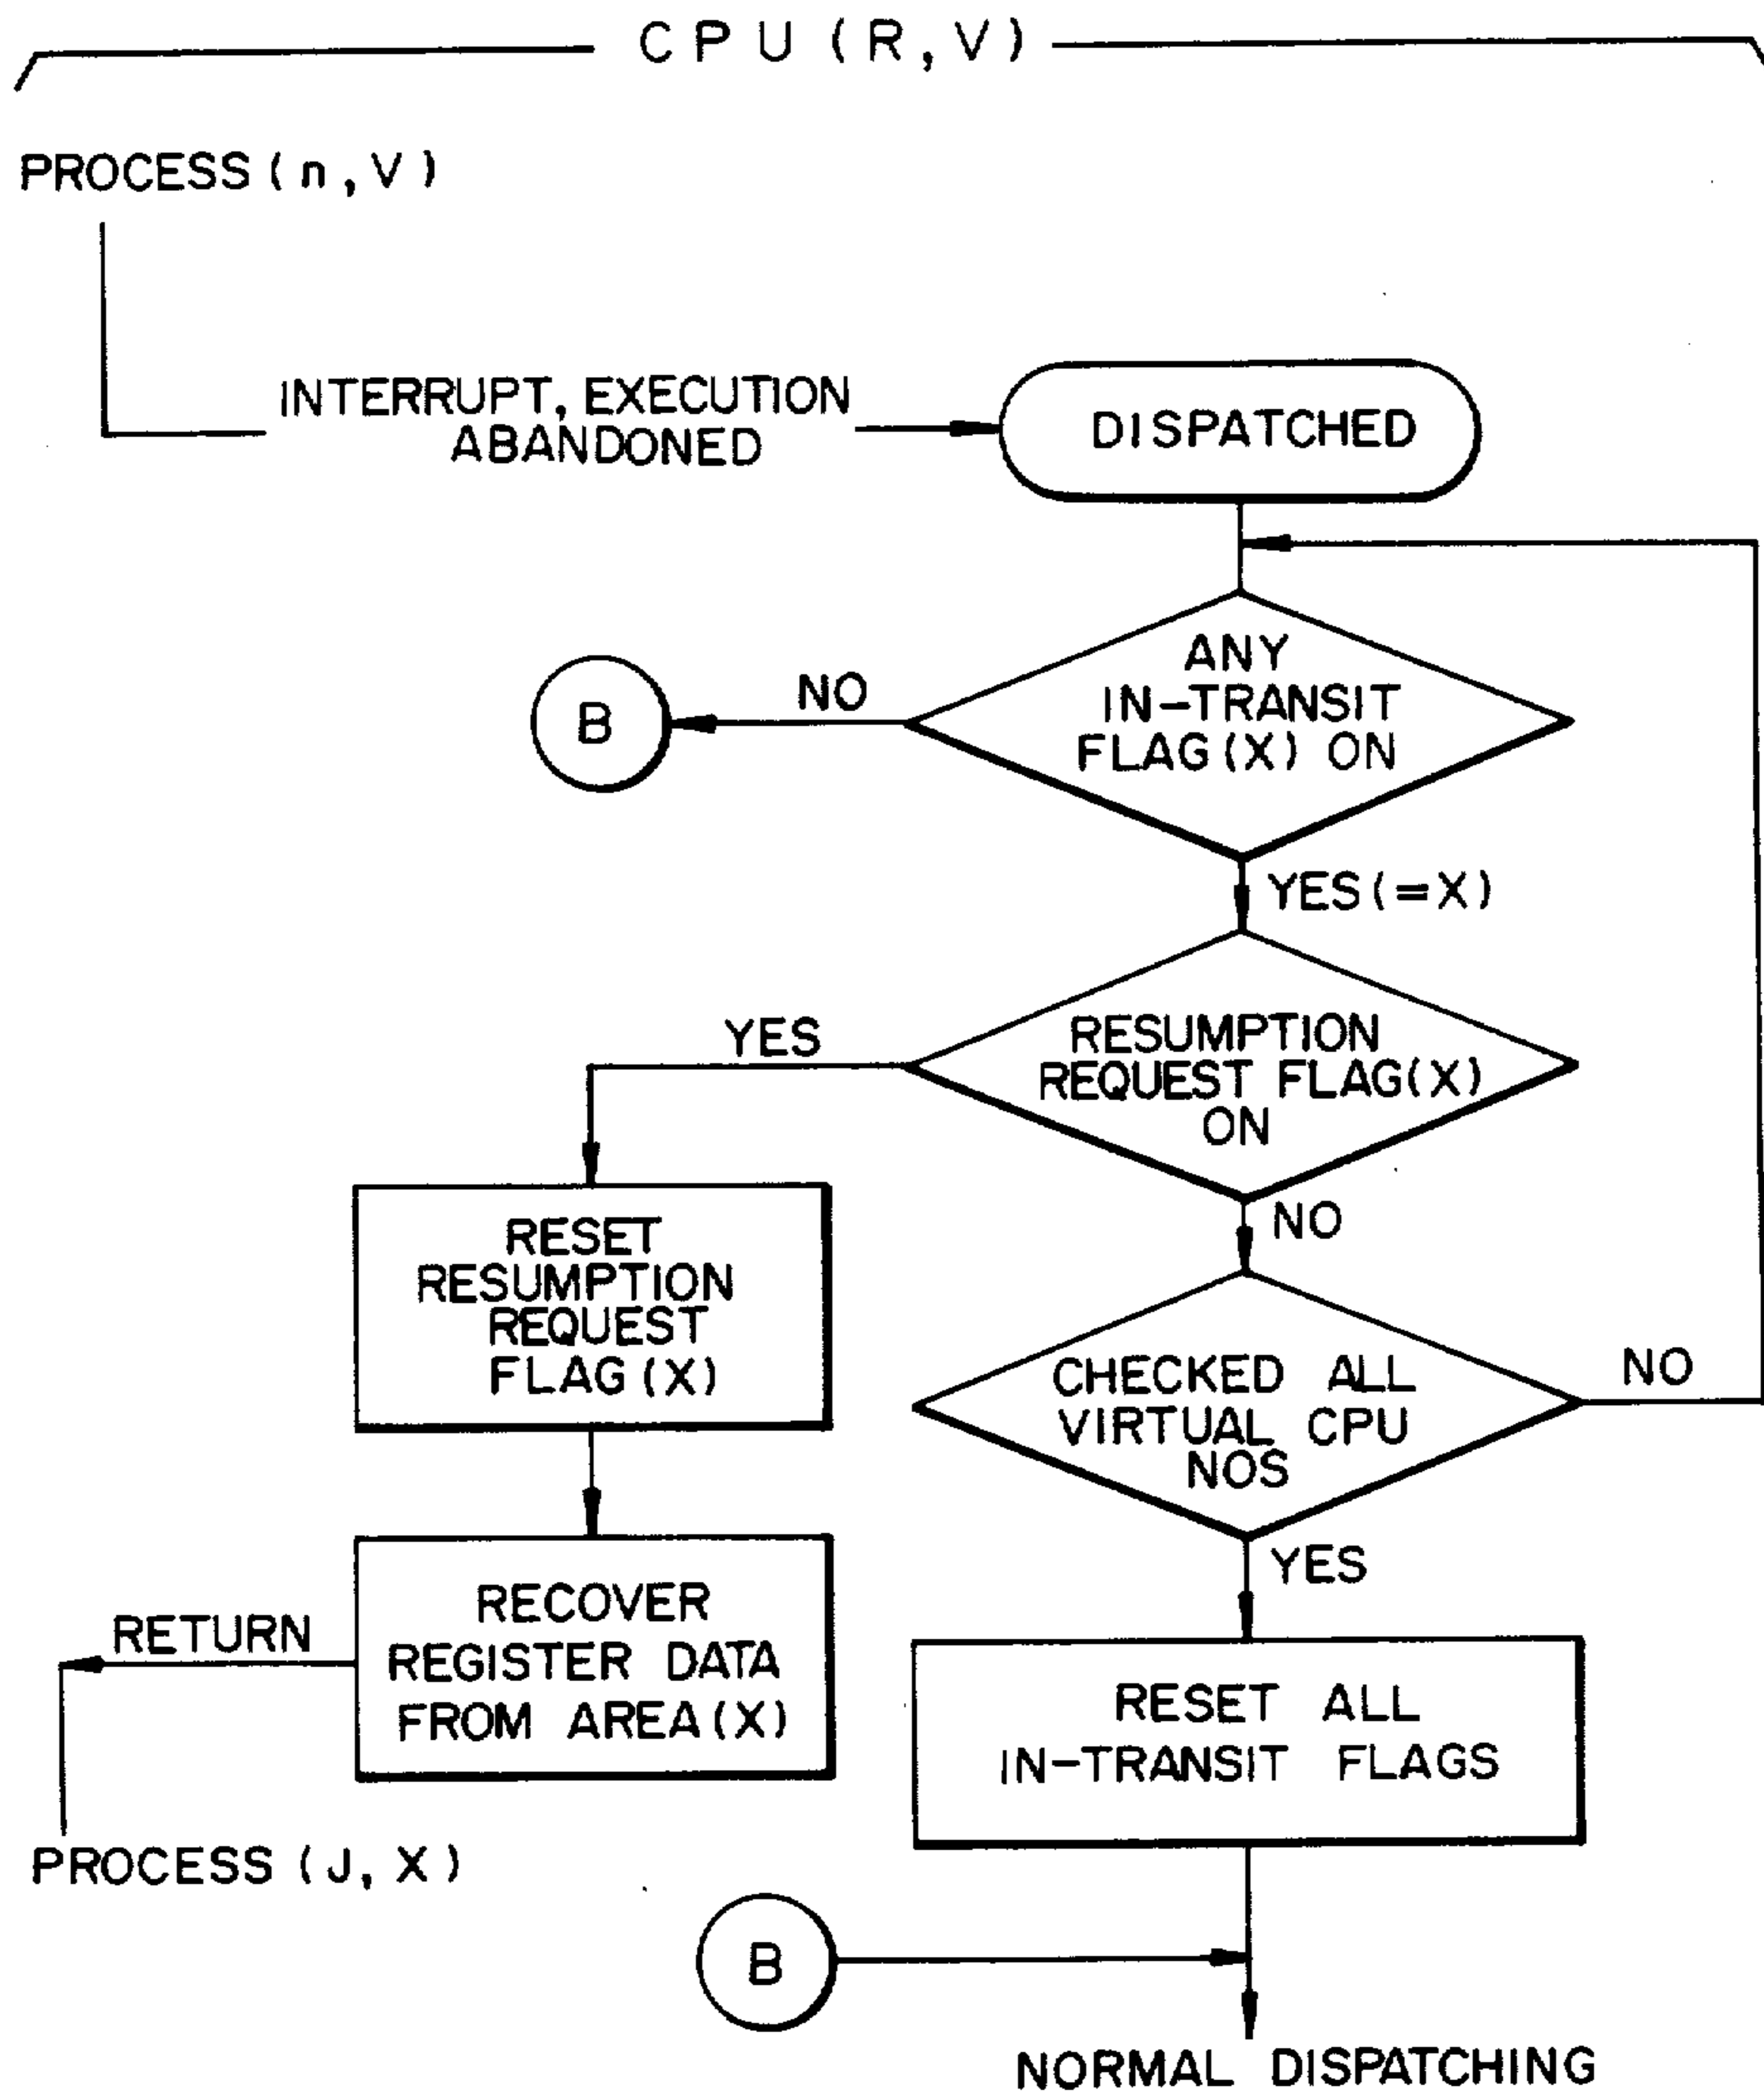 CPU (R, V)
PROCESS (n, V)
INTERRUPT, EXECUTION
ABANDONED
DISPATCHED
ANY
IN-TRANSIT
FLAG (X) ON
NO
B
YES (=X)
RESUMPTION
REQUEST FLAG(X)
ON
YES
NO
RESET
RESUMPTION
REQUEST
FLAG (X)
CHECKED ALL
VIRTUAL CPU
NOS
NO
YES
RECOVER
REGISTER DATA
FROM AREA (X)
RETURN
PROCESS (J, X)
RESET ALL
IN-TRANSIT FLAGS
B
NORMAL DISPATCHING